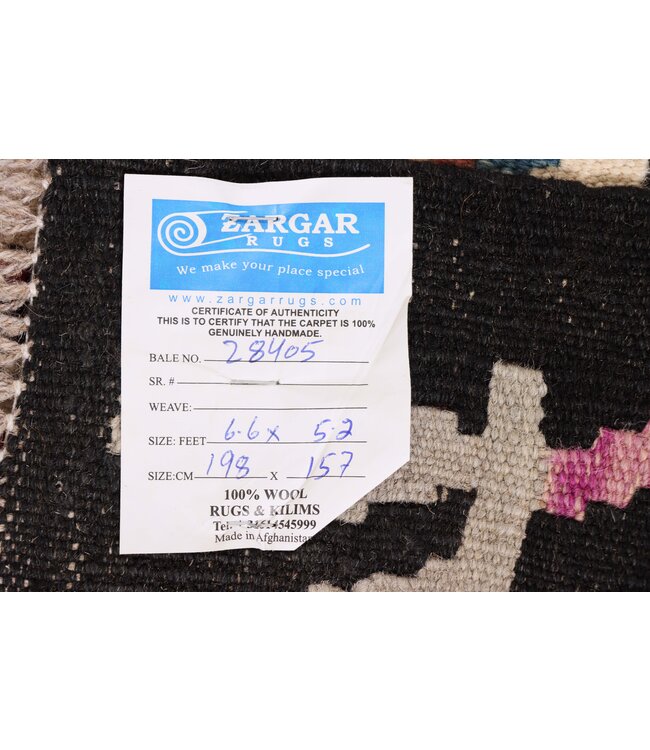 ZARGAR
RUGS
We make your place special
www.zargarrugs.com
CERTIFICATE OF AUTHENTICITY
THIS IS TO CERTIFY THAT THE CARPET IS 100%
GENUINELY HANDMADE.
BALE NO. 28405
SR. #
WEAVE:
SIZE: FEET 6.6 x 5.2
SIZE:CM 198 X 157
100% WOOL
RUGS & KILIMS
Tel.
Made in Afghanistan